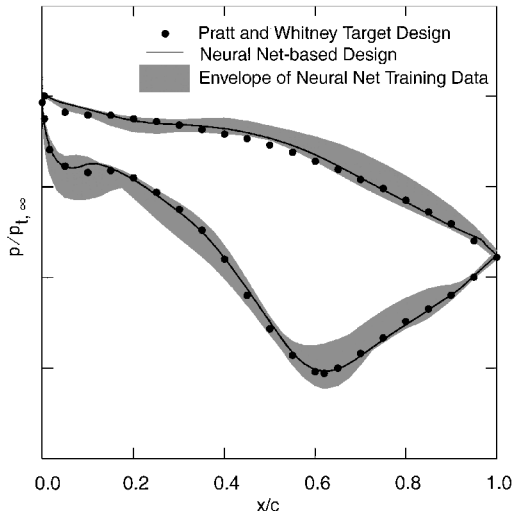 Pratt and Whitney Target Design
Neural Net-based Design
Envelope of Neural Net Training Data
p/pt, ∞
0.0 0.2 0.4 0.6 0.8 1.0
x/c